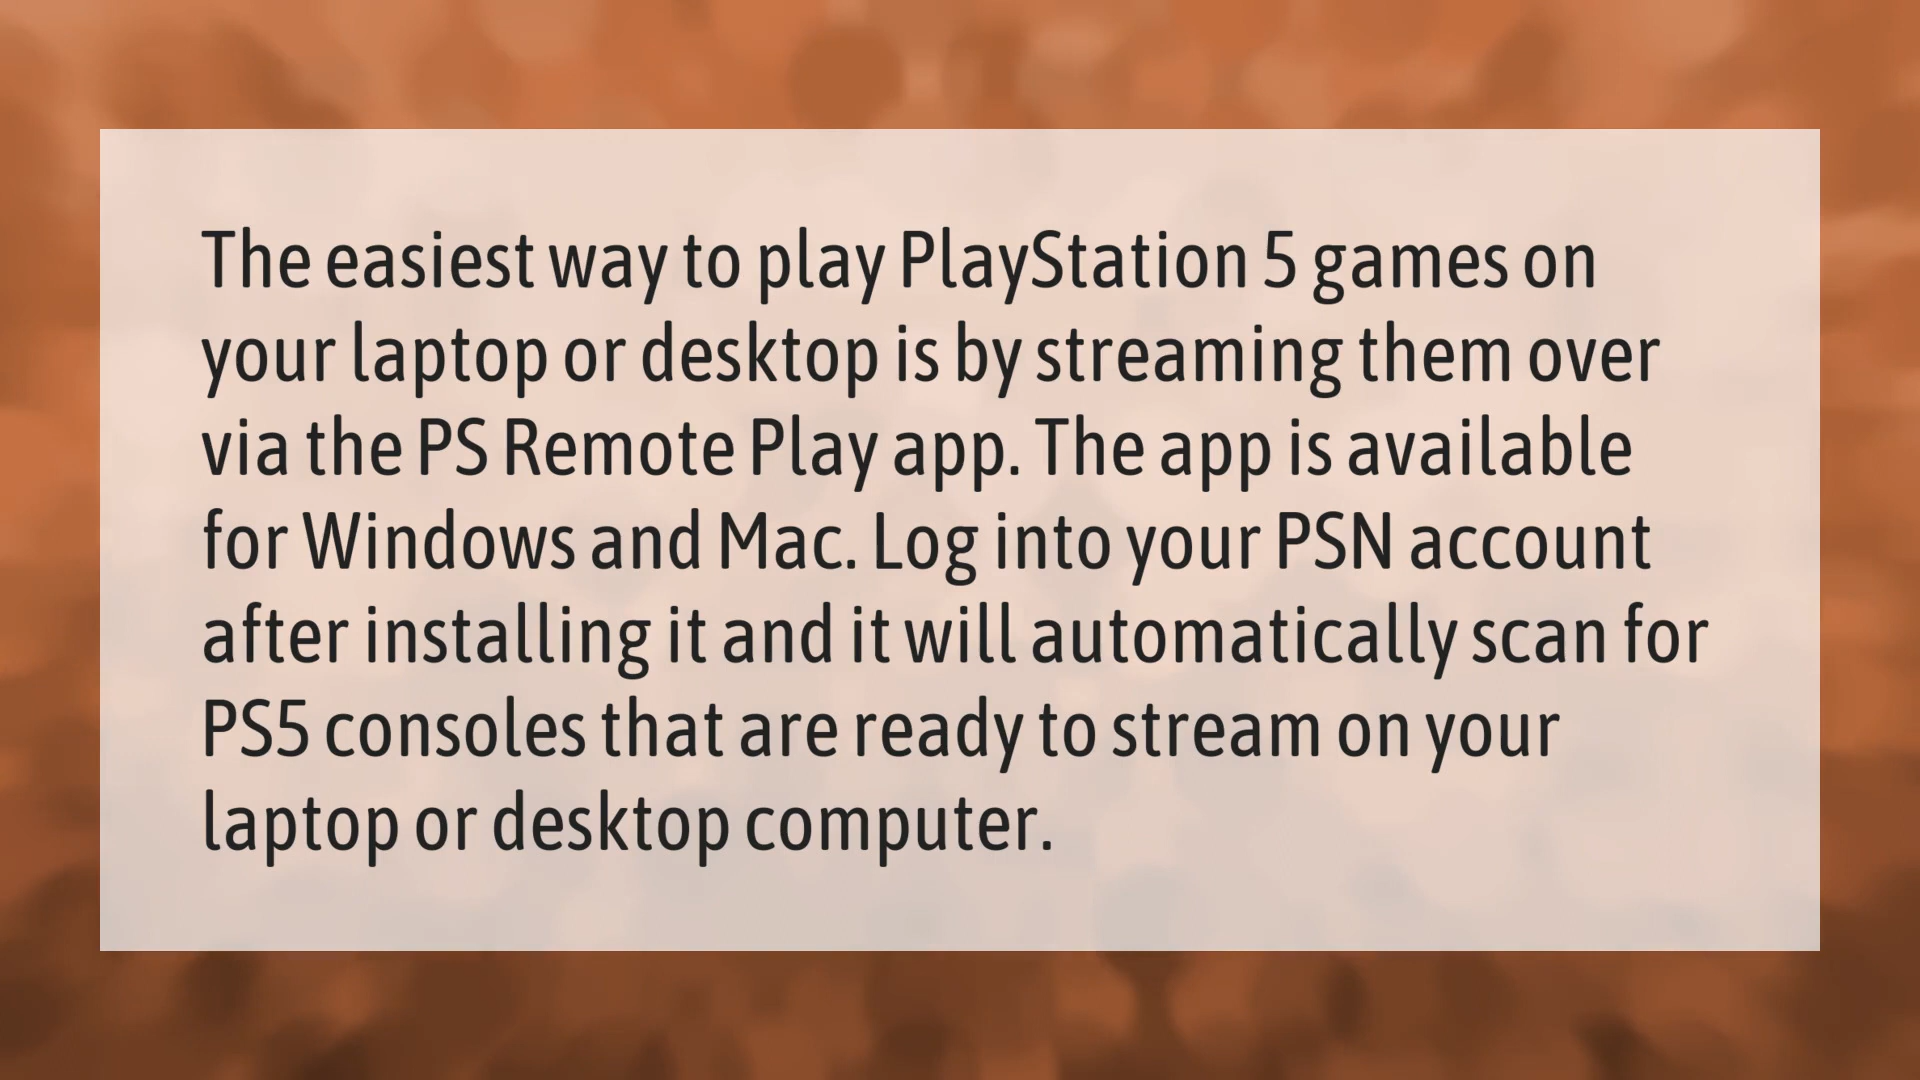 The easiest way to play PlayStation 5 games on
your laptop or desktop is by streaming them over
via the PS Remote Play app. The app is available
for Windows and Mac. Log into your PSN account
after installing it and it will automatically scan for
PS5 consoles that are ready to stream on your
laptop or desktop computer.